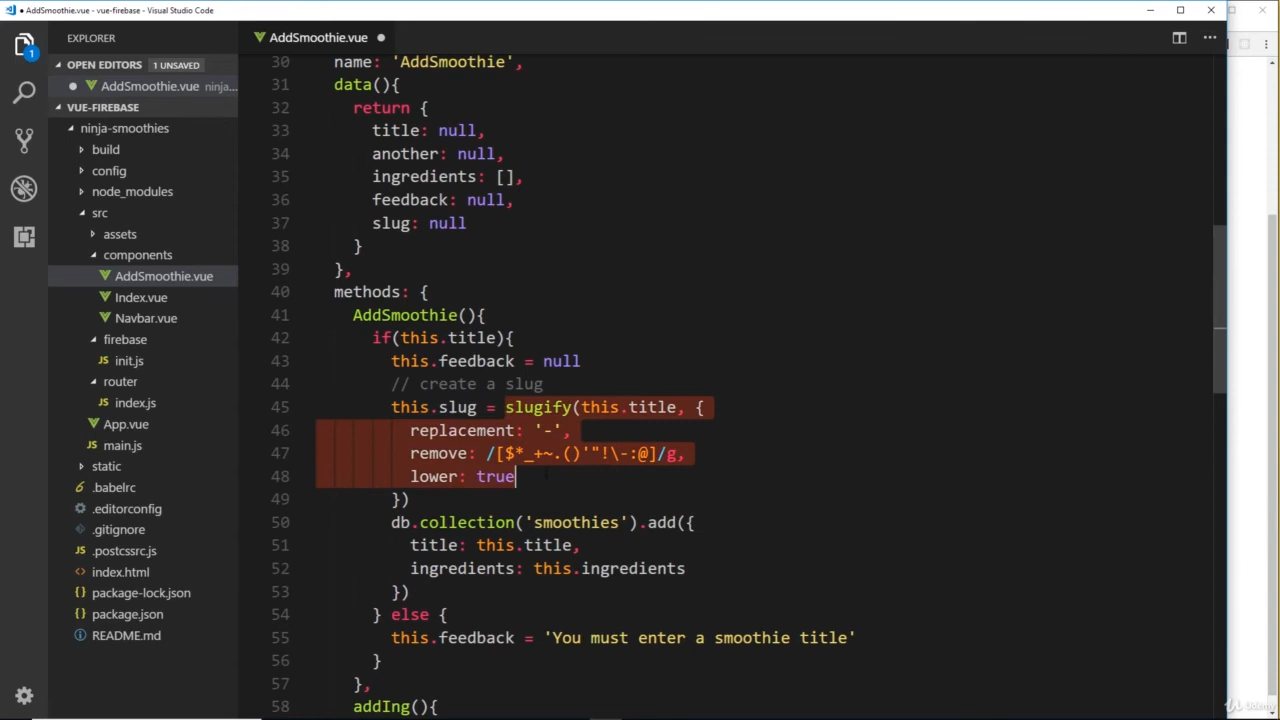 AddSmoothie.vue - vue-firebase - Visual Studio Code
EXPLORER
OPEN EDITORS 1 UNSAVED
AddSmoothie.vue ninja...
VUE-FIREBASE
ninja-smoothies
build
config
node_modules
src
assets
components
AddSmoothie.vue
Index.vue
Navbar.vue
firebase
JS init.js
router
JS index.js
App.vue
JS main.js
static
.babelrc
.editorconfig
.gitignore
JS .postcssrc.js
<> index.html
{} package-lock.json
{} package.json
README.md
1
AddSmoothie.vue
30 name: 'AddSmoothie',
31 data(){
32 return {
33 title: null,
34 another: null,
35 ingredients: [],
36 feedback: null,
37 slug: null
38 }
39 },
40 methods: {
41 AddSmoothie(){
42 if(this.title){
43 this.feedback = null
44 // create a slug
45 this.slug = slugify(this.title, {
46 replacement: '-',
47 remove: /[$*_+~.()'"!\-:@]/g,
48 lower: true
49 })
50 db.collection('smoothies').add({
51 title: this.title,
52 ingredients: this.ingredients
53 })
54 } else {
55 this.feedback = 'You must enter a smoothie title'
56 }
57 },
58 addIng(){
Udemy